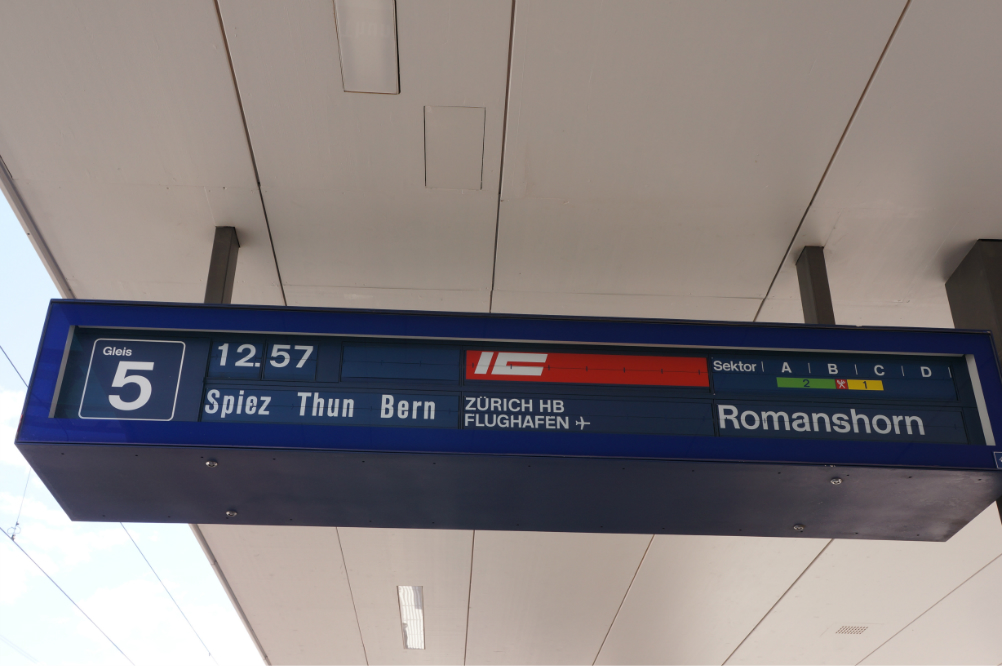 Gleis
5
12.57
IC
Sektor A B C D
2 1
Spiez Thun Bern
ZÜRICH HB
FLUGHAFEN
Romanshorn